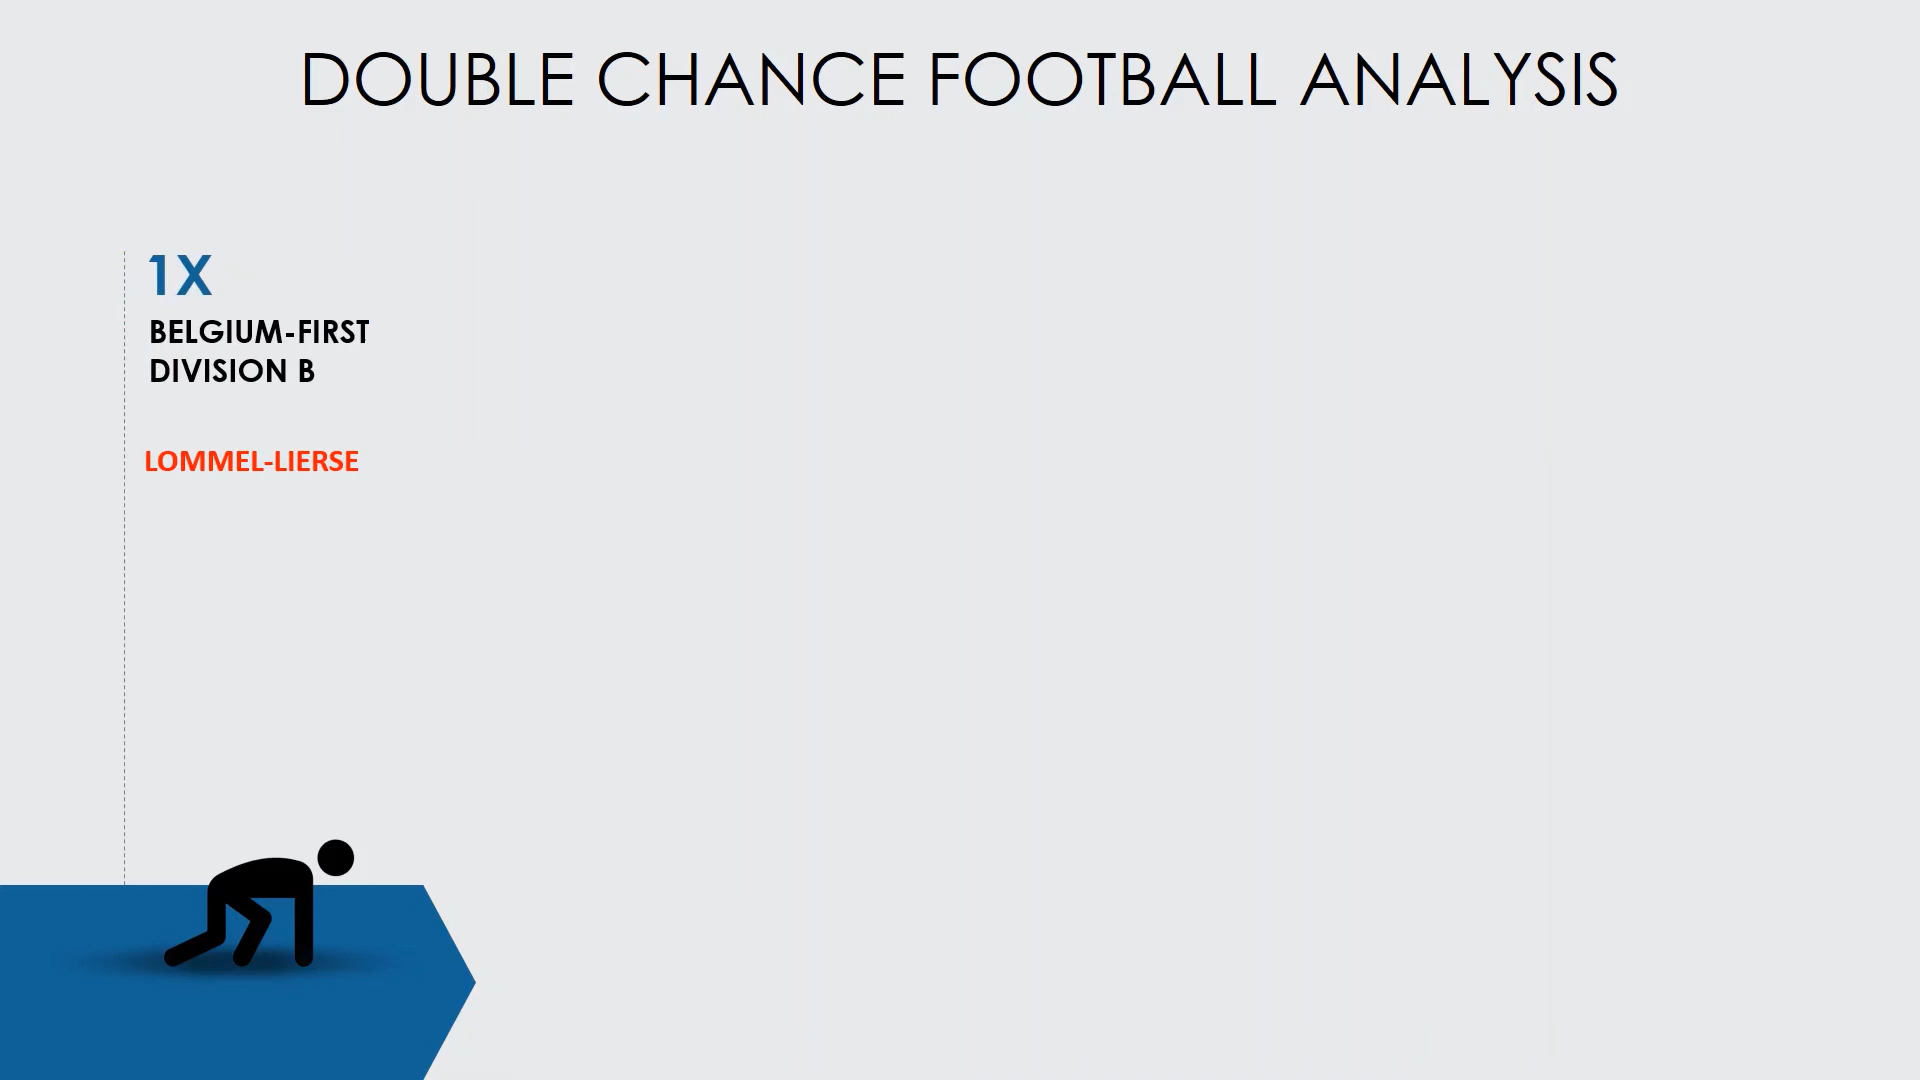 DOUBLE CHANCE FOOTBALL ANALYSIS
1X
BELGIUM-FIRST
DIVISION B
LOMMEL-LIERSE